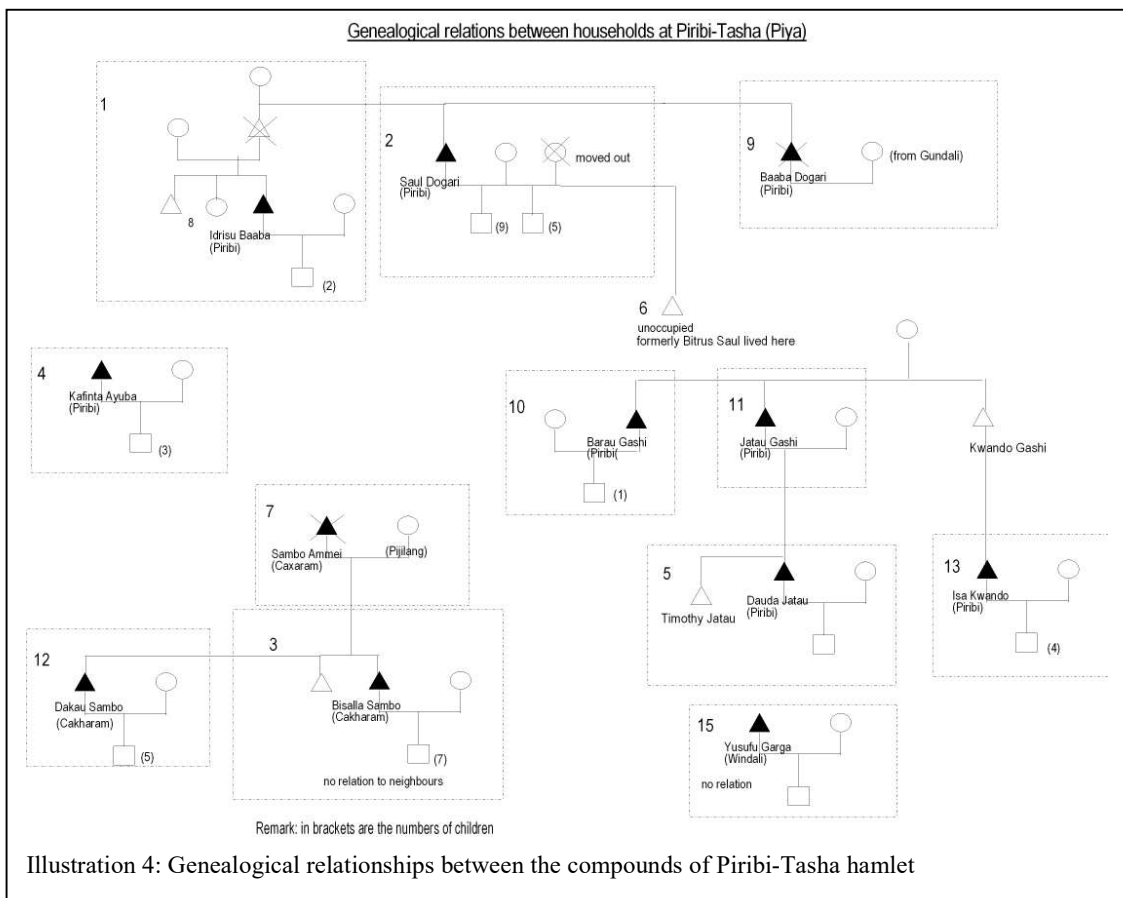 Genealogical relations between households at Piribi-Tasha (Piya)
1
8
Idrisu Baaba
(Piribi)
(2)
2
moved out
Saul Dogari
(Piribi)
(9)
(5)
9
(from Gundali)
Baaba Dogari
(Piribi)
6
unoccupied
formerly Bitrus Saul lived here
4
Kafinta Ayuba
(Piribi)
(3)
10
Barau Gashi
(Piribi(
(1)
11
Jatau Gashi
(Piribi)
Kwando Gashi
7
Sambo Ammei
(Caxaram)
(Pijilang)
5
Timothy Jatau
Dauda Jatau
(Piribi)
13
Isa Kwando
(Piribi)
(4)
12
Dakau Sambo
(Cakharam)
(5)
3
Bisalla Sambo
(Cakharam)
(7)
no relation to neighbours
15
Yusufu Garga
(Windali)
no relation
Remark: in brackets are the numbers of children
Illustration 4: Genealogical relationships between the compounds of Piribi-Tasha hamlet